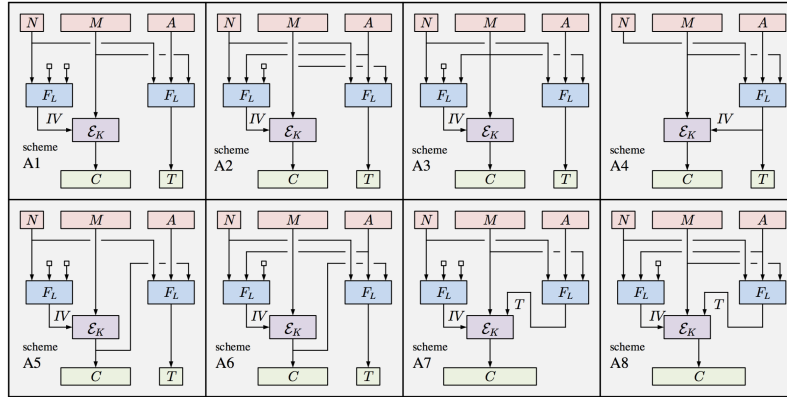 N M A
F_L F_L
IV
ℰ_K
scheme
A1
C T
N M A
F_L F_L
IV
ℰ_K
scheme
A2
C T
N M A
F_L F_L
IV
ℰ_K
scheme
A3
C T
N M A
F_L
ℰ_K IV
scheme
A4
C T
N M A
F_L F_L
IV
ℰ_K
scheme
A5
C T
N M A
F_L F_L
IV
ℰ_K
scheme
A6
C T
N M A
F_L F_L
T
IV
ℰ_K
scheme
A7
C
N M A
F_L F_L
T
IV
ℰ_K
scheme
A8
C